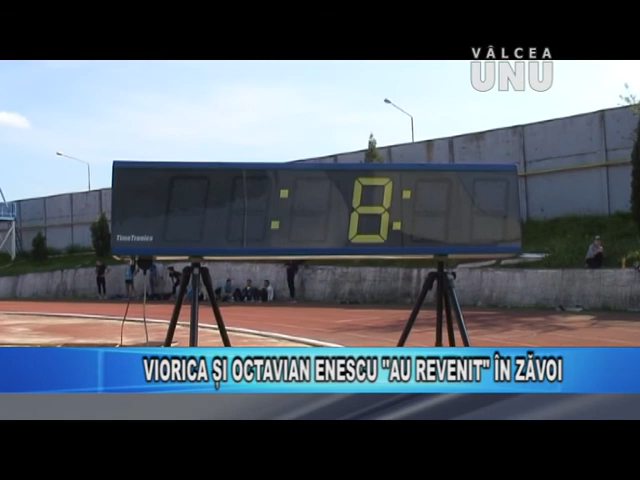 VÂLCEA
UNU
:8:
TimeTronics
VIORICA ȘI OCTAVIAN ENESCU "AU REVENIT" ÎN ZĂVOI